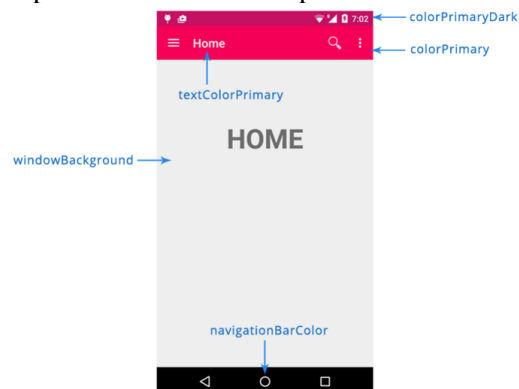 colorPrimaryDark
7:02
Home
colorPrimary
textColorPrimary
HOME
windowBackground
navigationBarColor